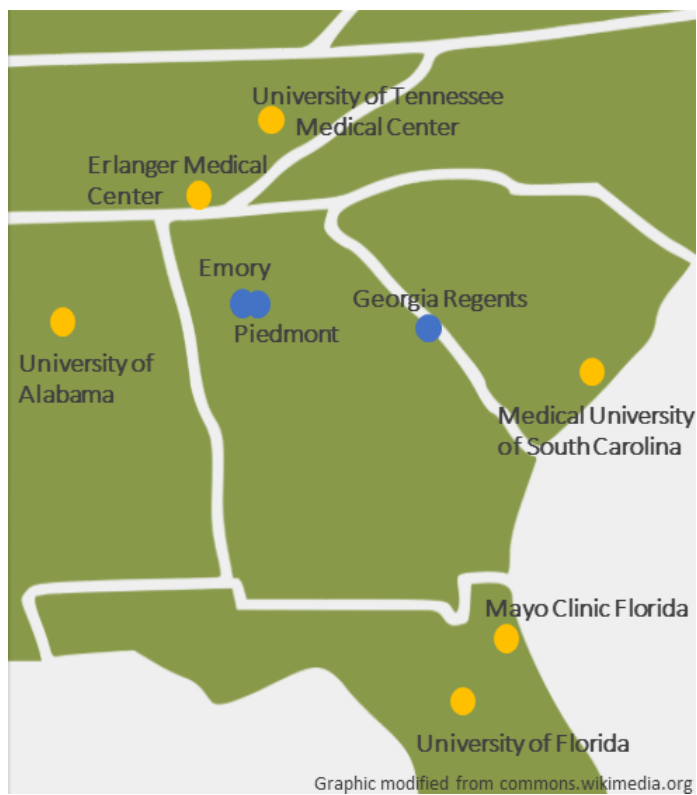 University of Tennessee
Medical Center
Erlanger Medical
Center
Emory
Piedmont
Georgia Regents
University of
Alabama
Medical University
of South Carolina
Mayo Clinic Florida
University of Florida
Graphic modified from commons.wikimedia.org